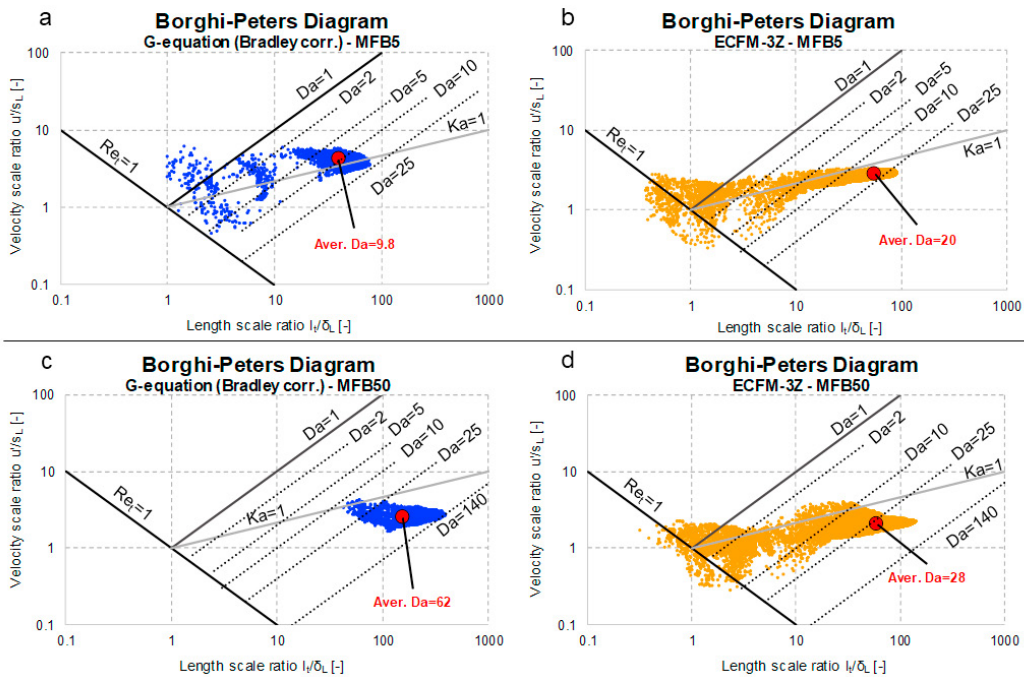 a
Borghi-Peters Diagram
G-equation (Bradley corr.) - MFB5
Velocity scale ratio u'/sL [-]
100
10
1
0.1
0.1
1
10
100
1000
Length scale ratio lt/δL [-]
Ret=1
Da=1
Da=2
Da=5
Da=10
Ka=1
Da=25
Aver. Da=9.8
b
Borghi-Peters Diagram
ECFM-3Z - MFB5
Velocity scale ratio u'/sL [-]
100
10
1
0.1
0.1
1
10
100
1000
Length scale ratio lt/δL [-]
Ret=1
Da=1
Da=2
Da=5
Da=10
Da=25
Ka=1
Aver. Da=20
c
Borghi-Peters Diagram
G-equation (Bradley corr.) - MFB50
Velocity scale ratio u'/sL [-]
100
10
1
0.1
0.1
1
10
100
1000
Length scale ratio lt/δL [-]
Ret=1
Ka=1
Da=1
Da=2
Da=5
Da=10
Da=25
Da=140
Aver. Da=62
d
Borghi-Peters Diagram
ECFM-3Z - MFB50
Velocity scale ratio u'/sL [-]
100
10
1
0.1
0.1
1
10
100
1000
Length scale ratio lt/δL [-]
Ret=1
Da=1
Da=2
Da=10
Da=25
Ka=1
Da=140
Aver. Da=28